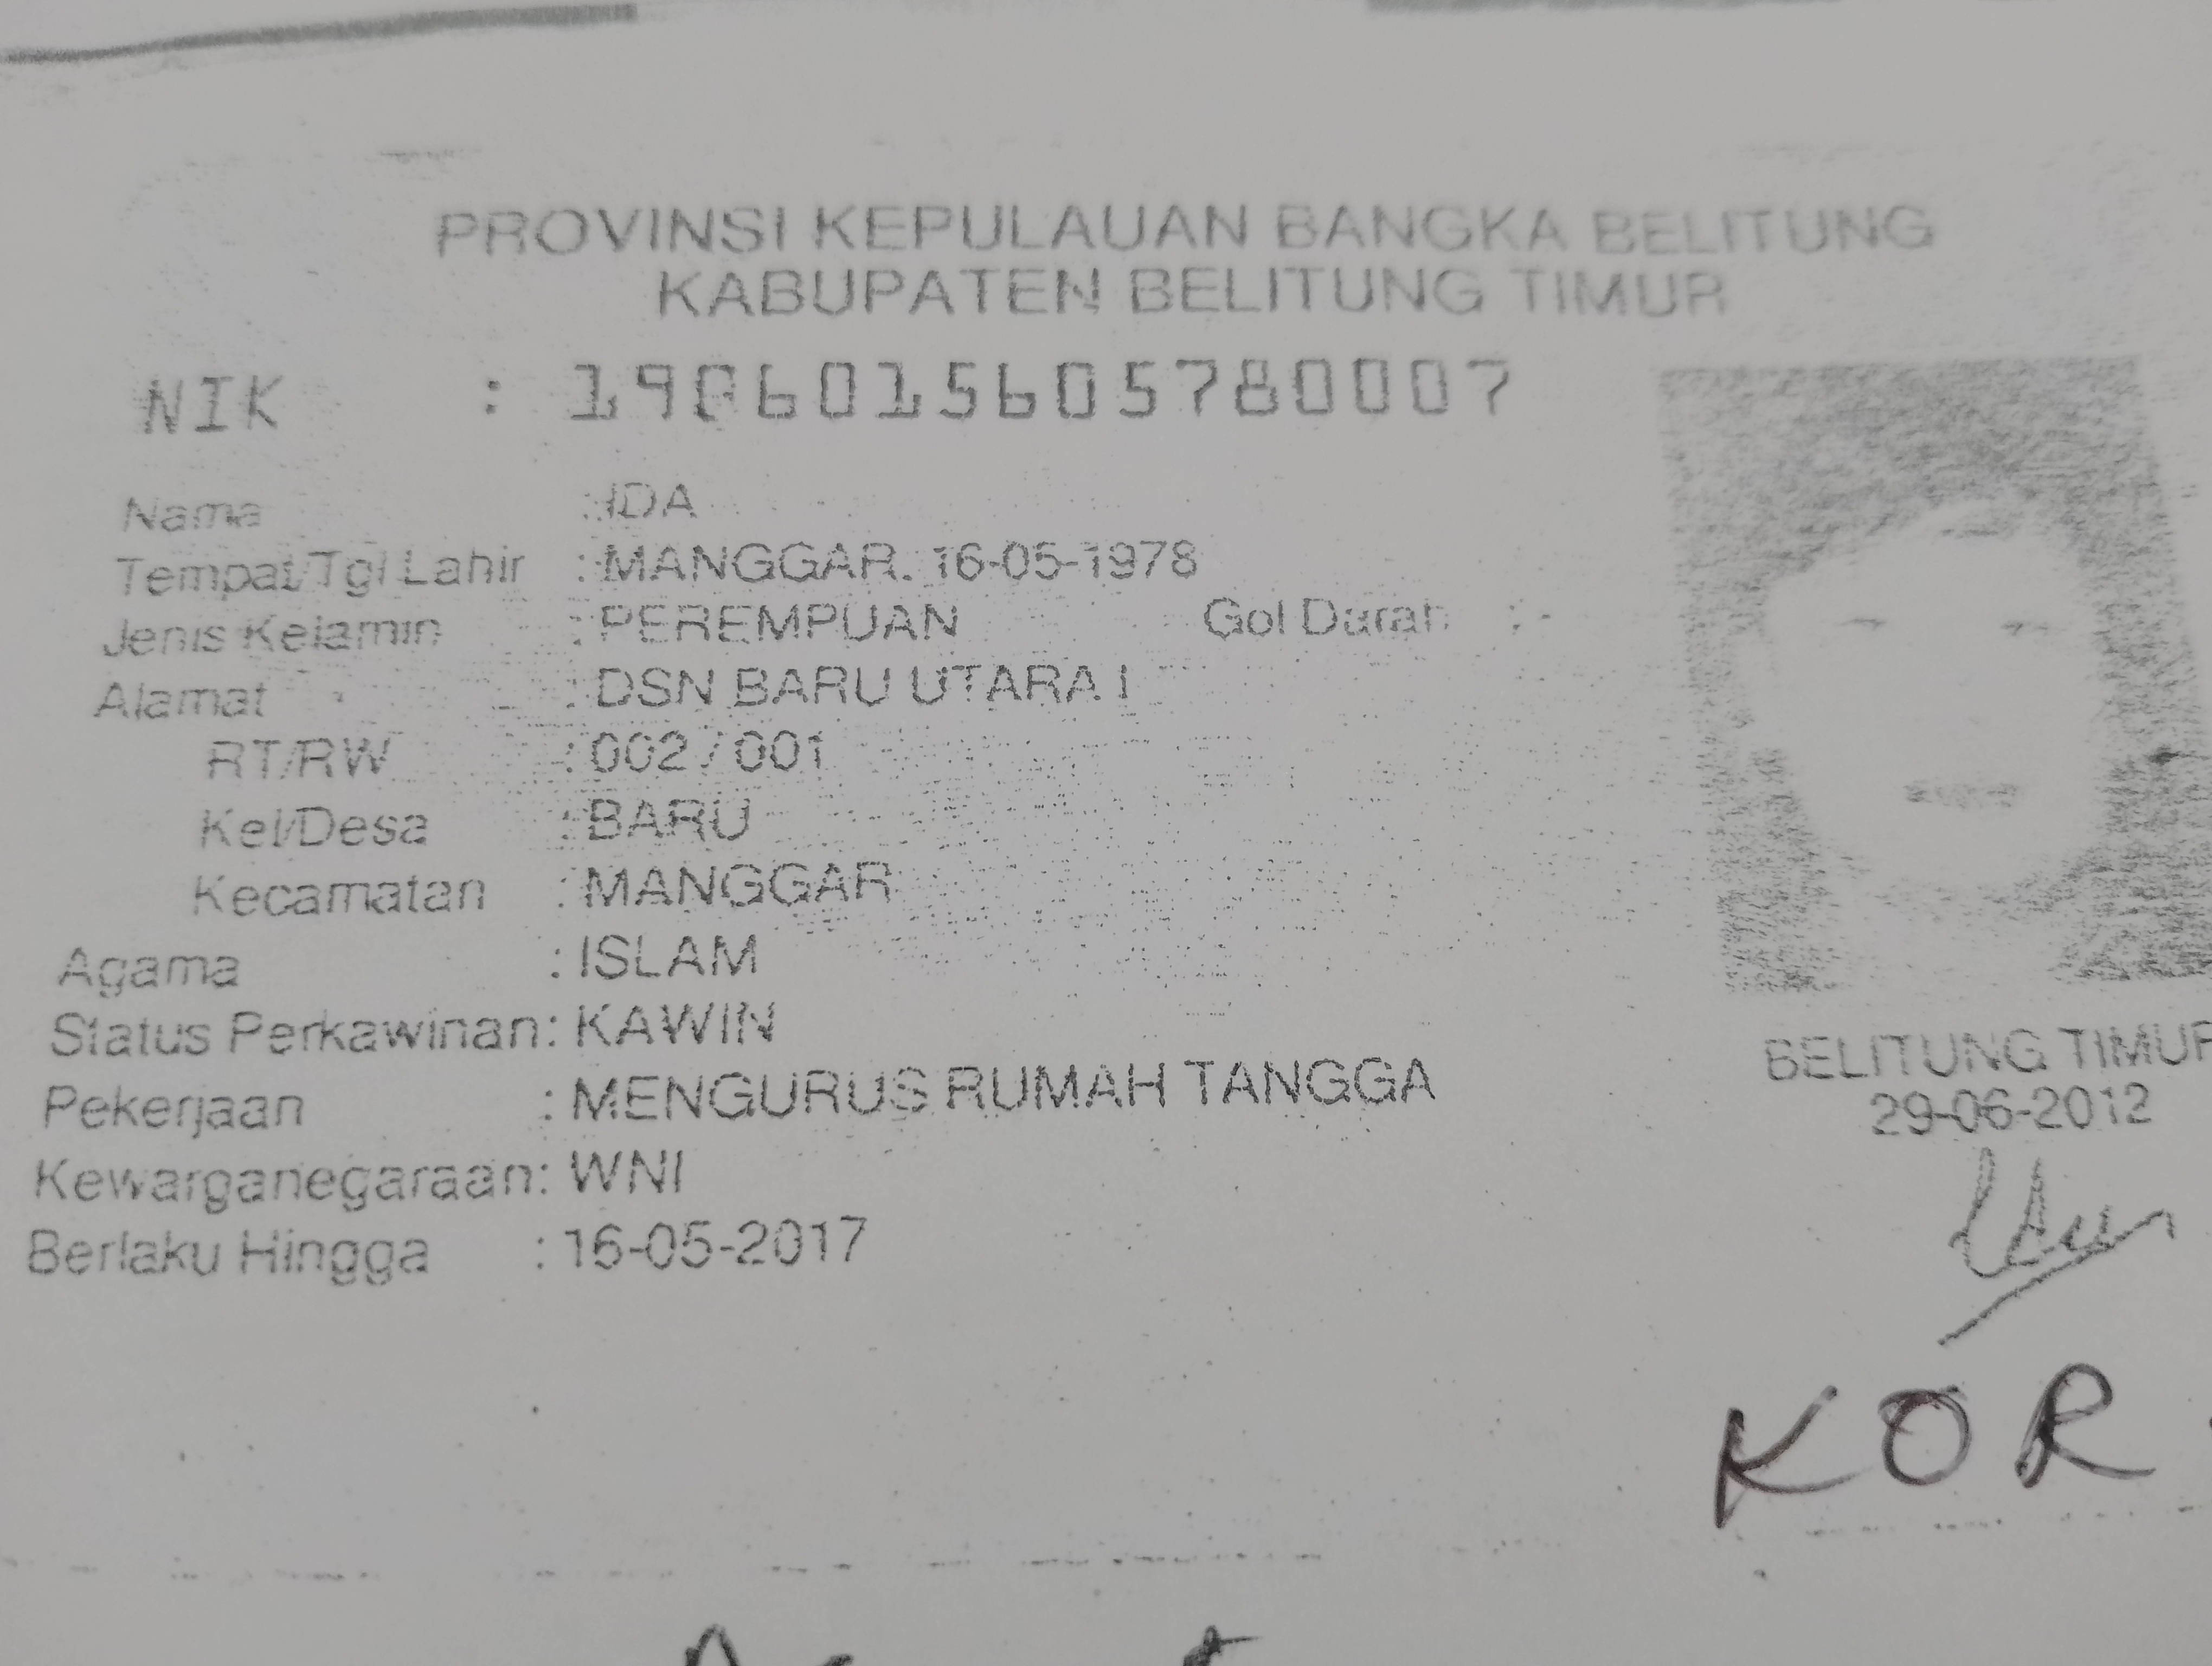 PROVINSI KEPULAUAN BANGKA BELITUNG
KABUPATEN BELITUNG TIMUR
NIK : 1906015605780007
Nama : IDA
Tempat/Tgl Lahir : MANGGAR, 16-05-1978
Jenis Kelamin : PEREMPUAN Gol Darah : -
Alamat : DSN BARU UTARA I
RT/RW : 002 / 001
Kel/Desa : BARU
Kecamatan : MANGGAR
Agama : ISLAM
Status Perkawinan: KAWIN
Pekerjaan : MENGURUS RUMAH TANGGA
Kewarganegaraan: WNI
Berlaku Hingga : 16-05-2017
BELITUNG TIMUR
29-06-2012
KOR